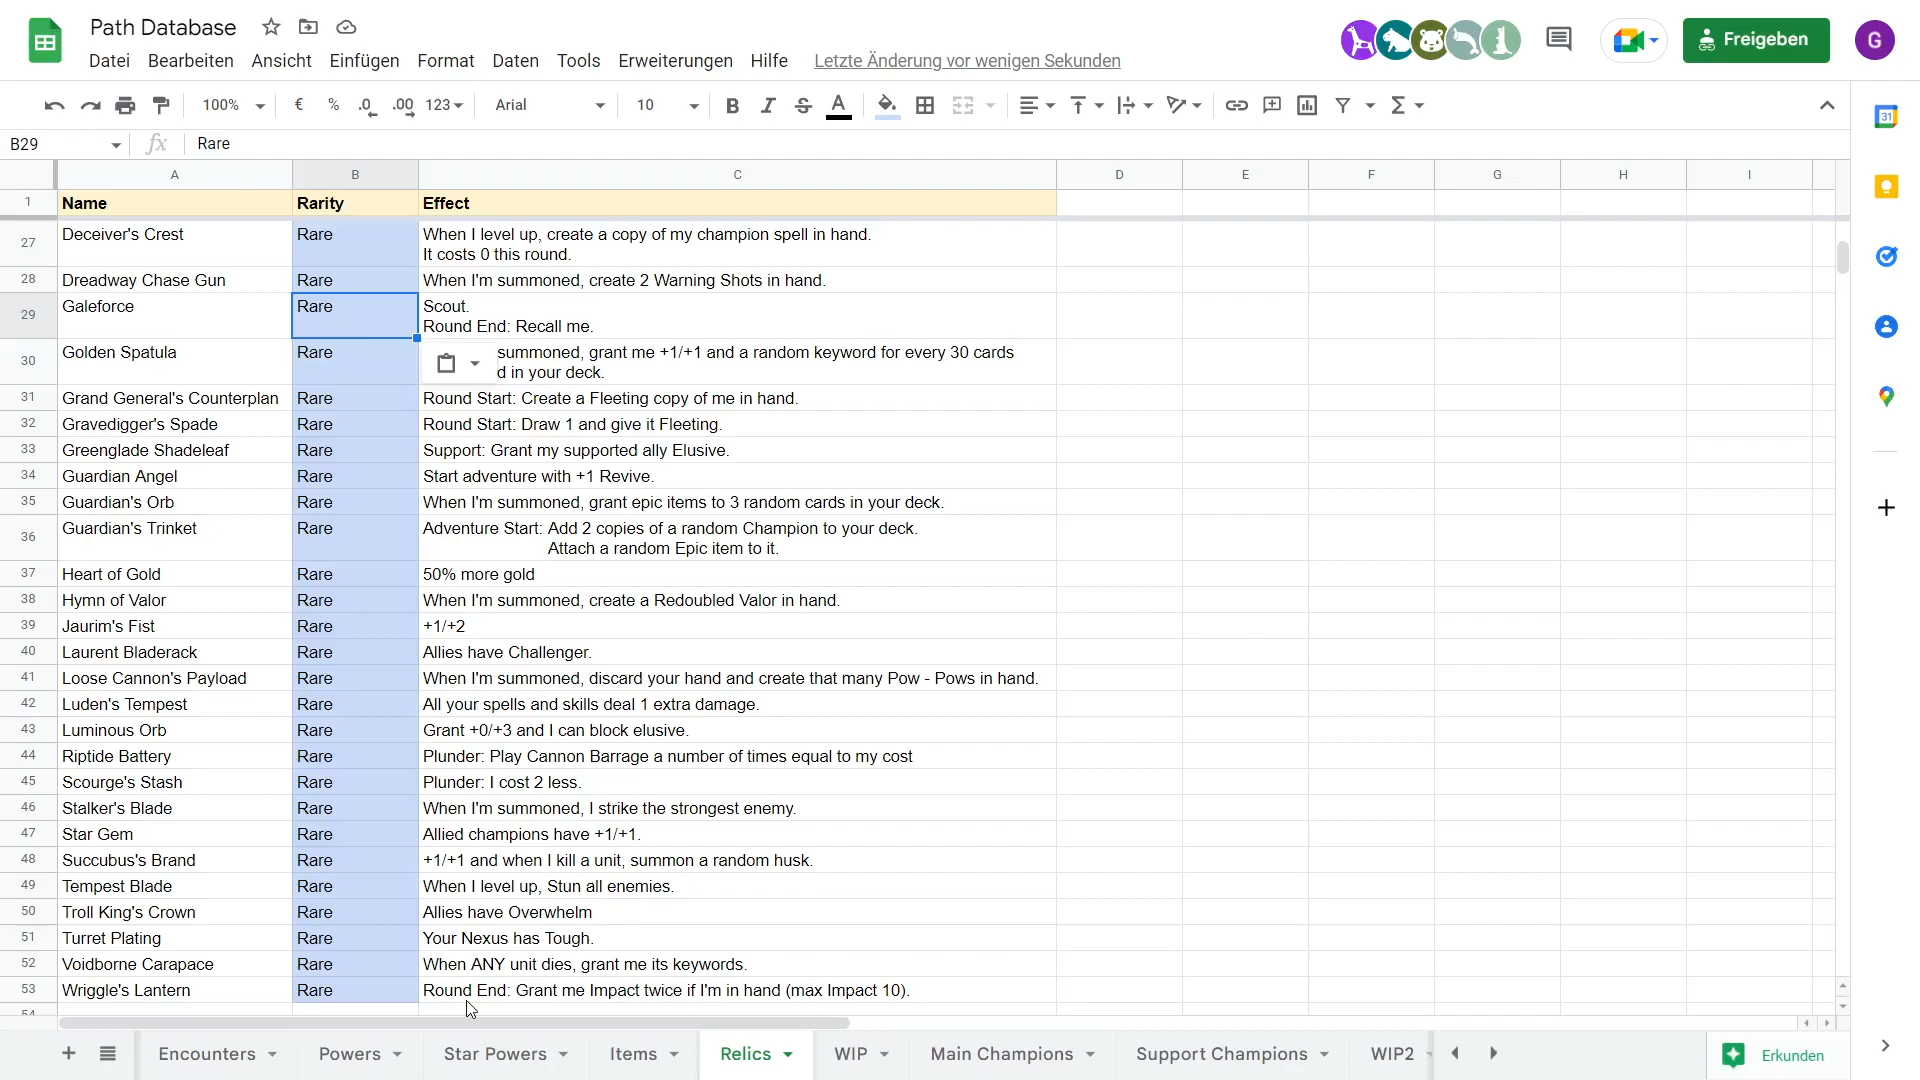 Path Database
Datei Bearbeiten Ansicht Einfügen Format Daten Tools Erweiterungen Hilfe Letzte Änderung vor wenigen Sekunden
Freigeben
G
100% € % .0 .00 123 Arial 10 B I S A
31
B29 fx Rare
A B C D E F G H I
1 Name Rarity Effect
27 Deceiver's Crest Rare When I level up, create a copy of my champion spell in hand.
It costs 0 this round.
28 Dreadway Chase Gun Rare When I'm summoned, create 2 Warning Shots in hand.
29 Galeforce Rare Scout.
Round End: Recall me.
30 Golden Spatula Rare summoned, grant me +1/+1 and a random keyword for every 30 cards
d in your deck.
31 Grand General's Counterplan Rare Round Start: Create a Fleeting copy of me in hand.
32 Gravedigger's Spade Rare Round Start: Draw 1 and give it Fleeting.
33 Greenglade Shadeleaf Rare Support: Grant my supported ally Elusive.
34 Guardian Angel Rare Start adventure with +1 Revive.
35 Guardian's Orb Rare When I'm summoned, grant epic items to 3 random cards in your deck.
36 Guardian's Trinket Rare Adventure Start: Add 2 copies of a random Champion to your deck.
Attach a random Epic item to it.
37 Heart of Gold Rare 50% more gold
38 Hymn of Valor Rare When I'm summoned, create a Redoubled Valor in hand.
39 Jaurim's Fist Rare +1/+2
40 Laurent Bladerack Rare Allies have Challenger.
41 Loose Cannon's Payload Rare When I'm summoned, discard your hand and create that many Pow - Pows in hand.
42 Luden's Tempest Rare All your spells and skills deal 1 extra damage.
43 Luminous Orb Rare Grant +0/+3 and I can block elusive.
44 Riptide Battery Rare Plunder: Play Cannon Barrage a number of times equal to my cost
45 Scourge's Stash Rare Plunder: I cost 2 less.
46 Stalker's Blade Rare When I'm summoned, I strike the strongest enemy.
47 Star Gem Rare Allied champions have +1/+1.
48 Succubus's Brand Rare +1/+1 and when I kill a unit, summon a random husk.
49 Tempest Blade Rare When I level up, Stun all enemies.
50 Troll King's Crown Rare Allies have Overwhelm
51 Turret Plating Rare Your Nexus has Tough.
52 Voidborne Carapace Rare When ANY unit dies, grant me its keywords.
53 Wriggle's Lantern Rare Round End: Grant me Impact twice if I'm in hand (max Impact 10).
54
Encounters Powers Star Powers Items Relics WIP Main Champions Support Champions WIP2 Erkunden